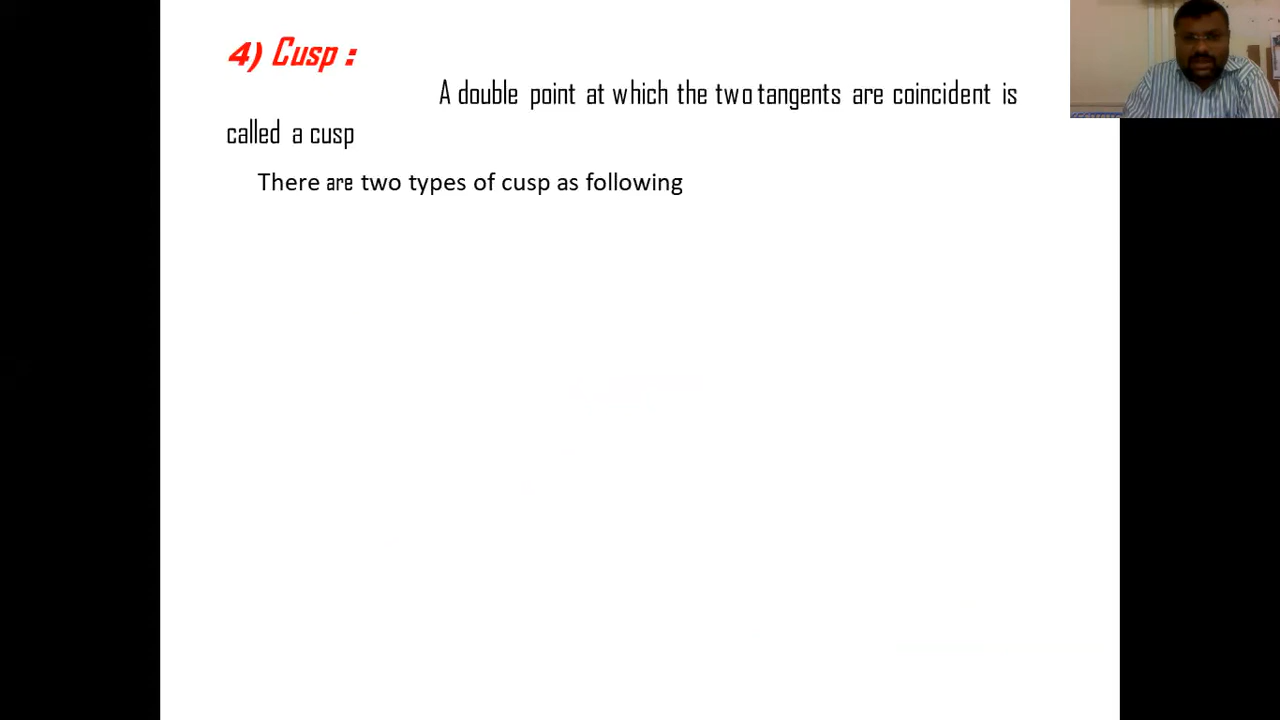 4) Cusp :
A double point at which the two tangents are coincident is
called a cusp
There are two types of cusp as following